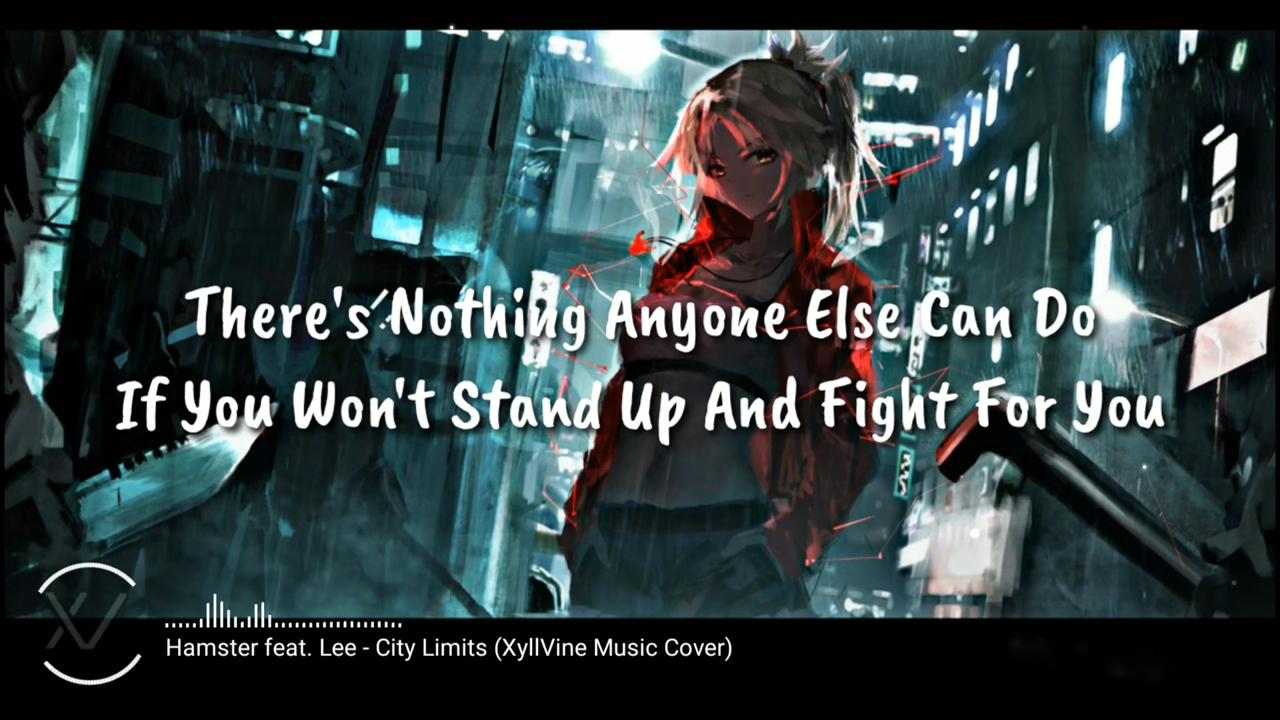 There's Nothing Anyone Else Can Do
If You Won't Stand Up And Fight For You
XV
Hamster feat. Lee - City Limits (XyllVine Music Cover)